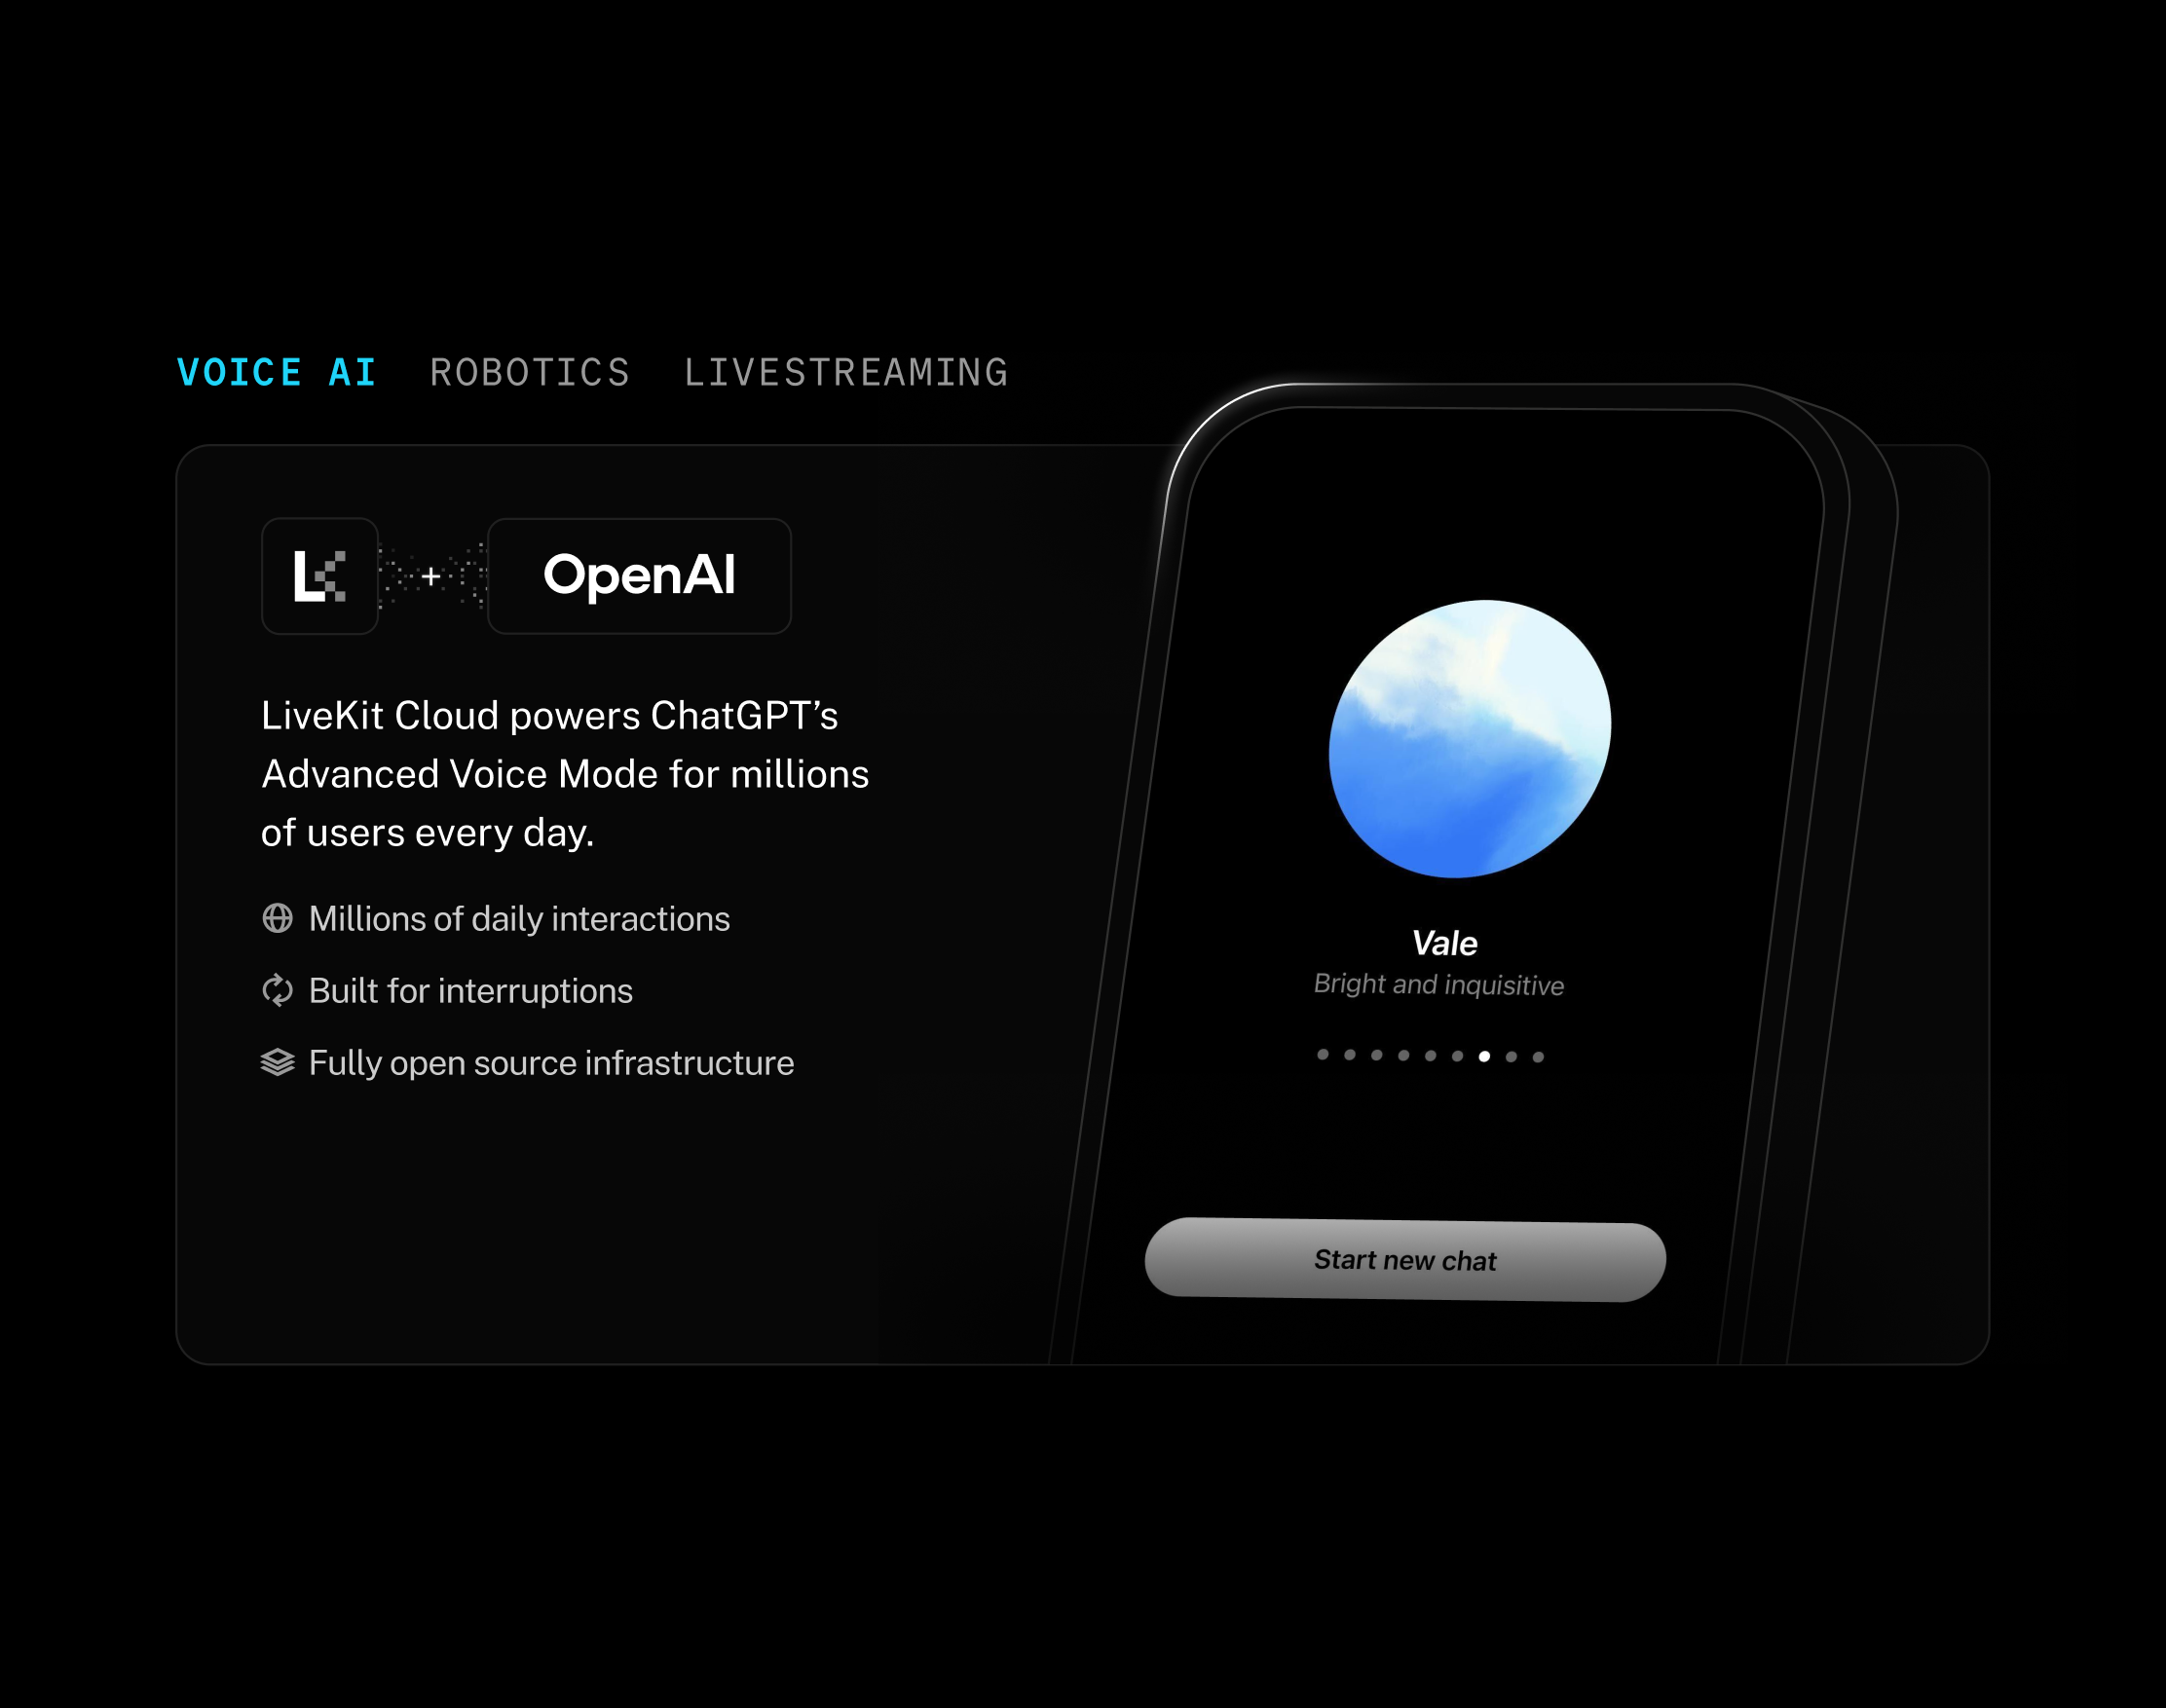 VOICE AI ROBOTICS LIVESTREAMING
LK + OpenAI
LiveKit Cloud powers ChatGPT’s
Advanced Voice Mode for millions
of users every day.
Millions of daily interactions
Built for interruptions
Fully open source infrastructure
Vale
Bright and inquisitive
Start new chat